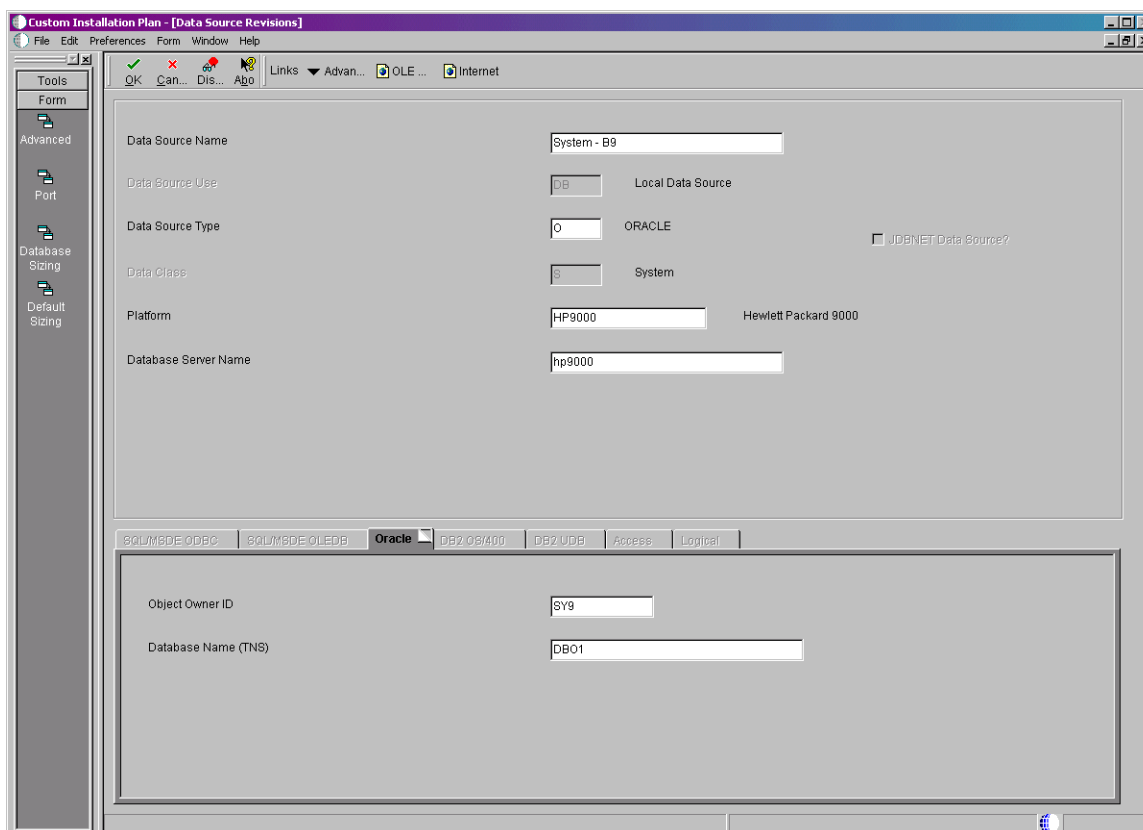 Custom Installation Plan - [Data Source Revisions]
File Edit Preferences Form Window Help
OK Can... Dis... Abo Links Advan... OLE ... Internet
Tools
Form
Advanced
Port
Database
Sizing
Default
Sizing
Data Source Name System - B9
Data Source Use DB Local Data Source
Data Source Type O ORACLE
JDBNET Data Source?
Data Class S System
Platform HP9000 Hewlett Packard 9000
Database Server Name hp9000
SQL/MSDE ODBC SQL/MSDE OLEDB Oracle DB2 OS/400 DB2 UDB Access Logical
Object Owner ID SY9
Database Name (TNS) DBO1